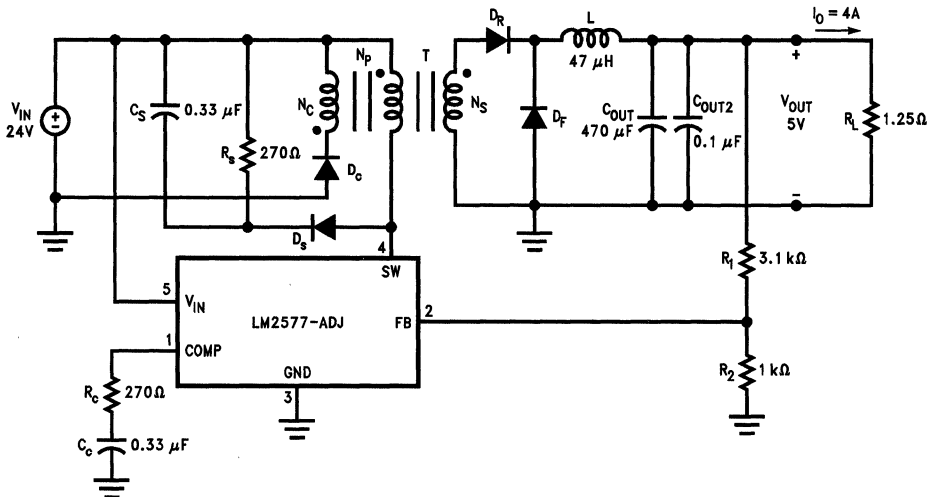 I_O = 4A
D_R
L
47 μH
N_P
T
N_C
N_S
V_IN
24V
C_S
0.33 μF
R_s
270Ω
D_C
D_F
C_OUT
470 μF
C_OUT2
0.1 μF
+
V_OUT
5V
−
R_L
1.25Ω
D_s
4
SW
5
V_IN
LM2577-ADJ
FB
2
1
COMP
GND
3
R_1
3.1 kΩ
R_2
1 kΩ
R_c
270Ω
C_c
0.33 μF